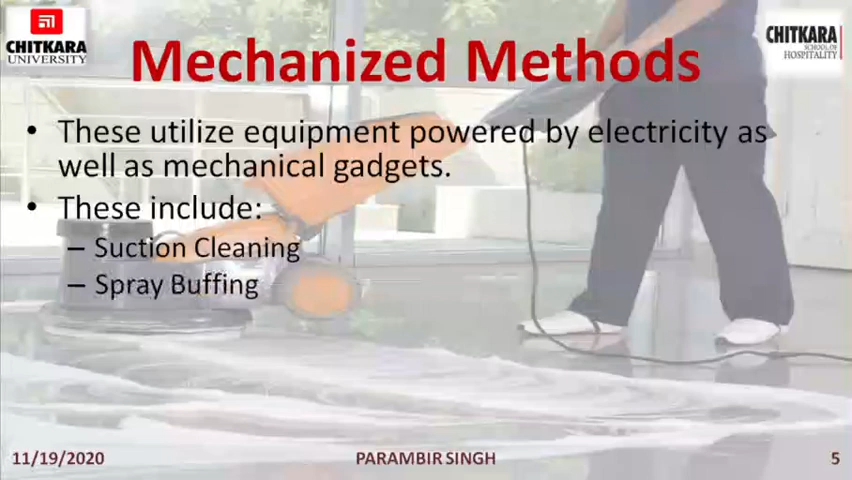 CHITKARA
UNIVERSITY
Mechanized Methods
CHITKARA
SCHOOL OF
HOSPITALITY
• These utilize equipment powered by electricity as
well as mechanical gadgets.
• These include:
– Suction Cleaning
– Spray Buffing
11/19/2020
PARAMBIR SINGH
5